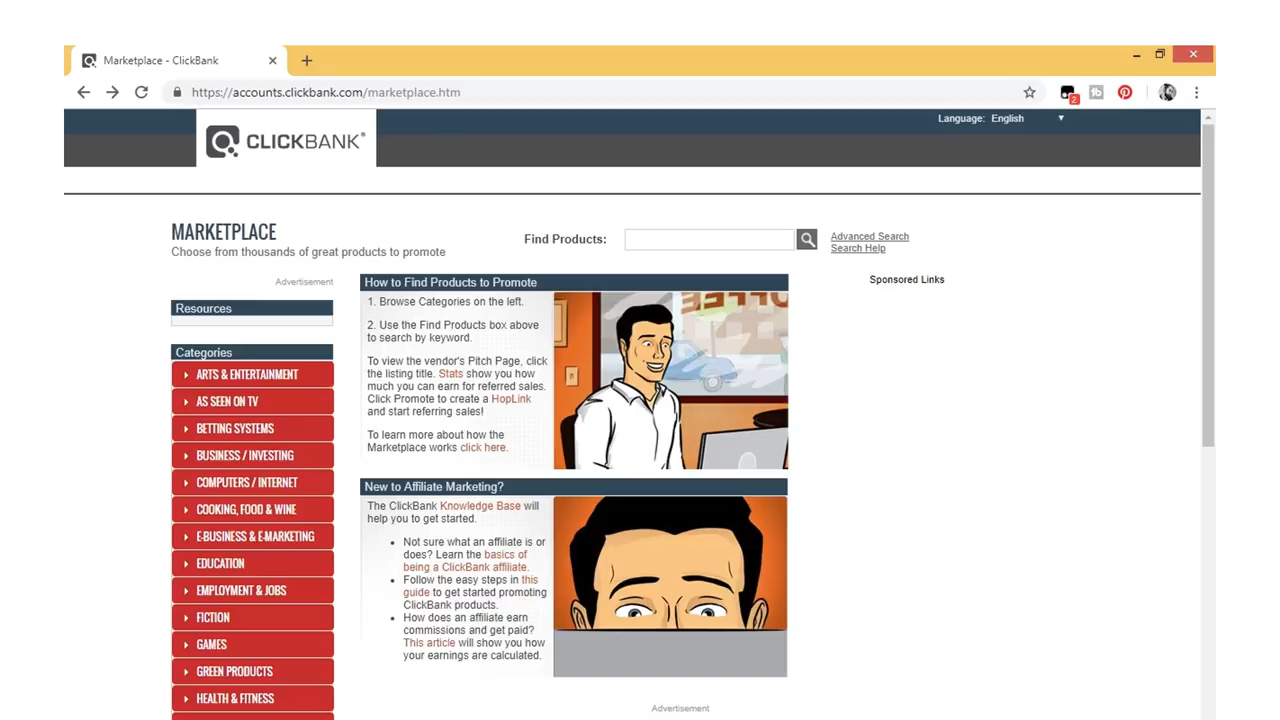 Marketplace - ClickBank
https://accounts.clickbank.com/marketplace.htm
2
Language: English
CLICKBANK®
MARKETPLACE
Choose from thousands of great products to promote
Find Products:
Advanced Search
Search Help
Advertisement
Resources
Categories
ARTS & ENTERTAINMENT
AS SEEN ON TV
BETTING SYSTEMS
BUSINESS / INVESTING
COMPUTERS / INTERNET
COOKING, FOOD & WINE
E-BUSINESS & E-MARKETING
EDUCATION
EMPLOYMENT & JOBS
FICTION
GAMES
GREEN PRODUCTS
HEALTH & FITNESS
How to Find Products to Promote
1. Browse Categories on the left.
2. Use the Find Products box above
to search by keyword.
To view the vendor's Pitch Page, click
the listing title. Stats show you how
much you can earn for referred sales.
Click Promote to create a HopLink
and start referring sales!
To learn more about how the
Marketplace works click here.
New to Affiliate Marketing?
The ClickBank Knowledge Base will
help you to get started.
• Not sure what an affiliate is or
does? Learn the basics of
being a ClickBank affiliate.
• Follow the easy steps in this
guide to get started promoting
ClickBank products.
• How does an affiliate earn
commissions and get paid?
This article will show you how
your earnings are calculated.
Advertisement
Sponsored Links